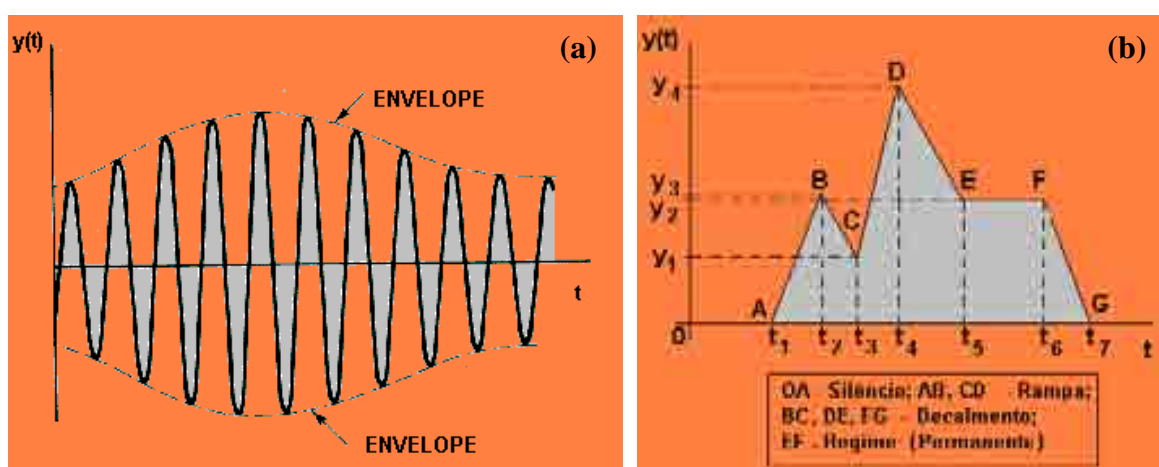 y(t)
(a)
ENVELOPE
t
ENVELOPE
y(t)
(b)
D
y4
y3
B
E
F
y2
C
y1
A
G
0
t1
t2
t3
t4
t5
t6
t7
t
OA Silêncio; AB, CD - Rampa;
BC, DE, FG - Decaimento;
EF - Regime (Permanente)